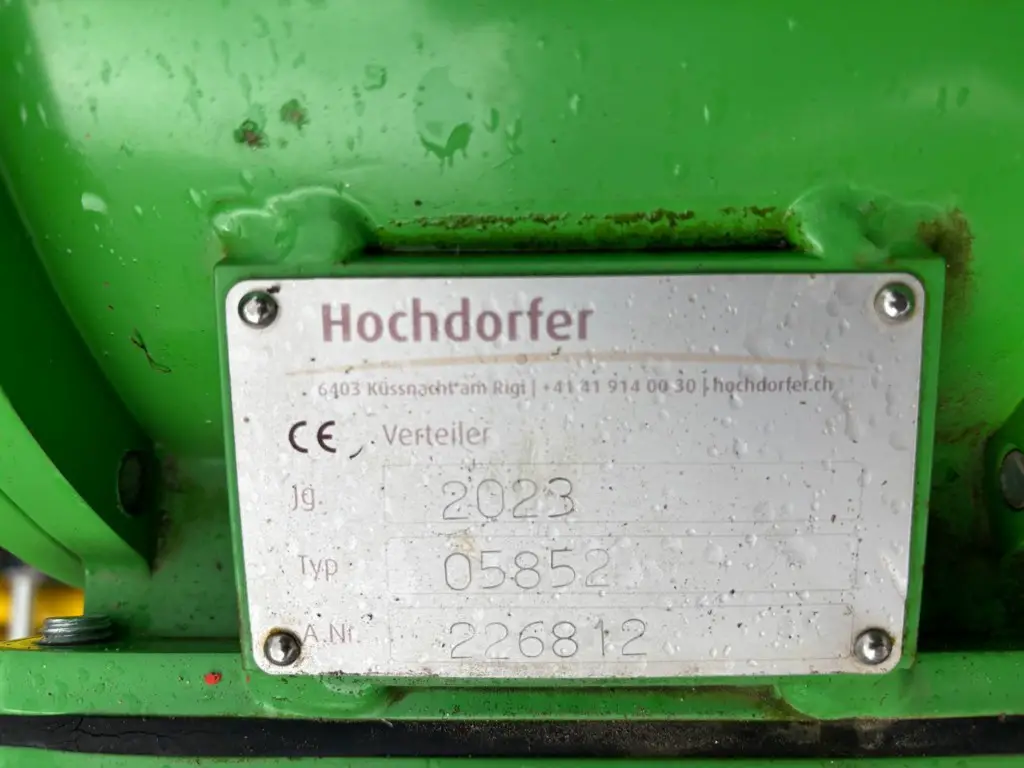 Hochdorfer
6403 Küssnacht am Rigi | +41 41 914 00 30 | hochdorfer.ch
CE Verteiler
Jg. 2023
Typ 05852
A.Nr. 226812